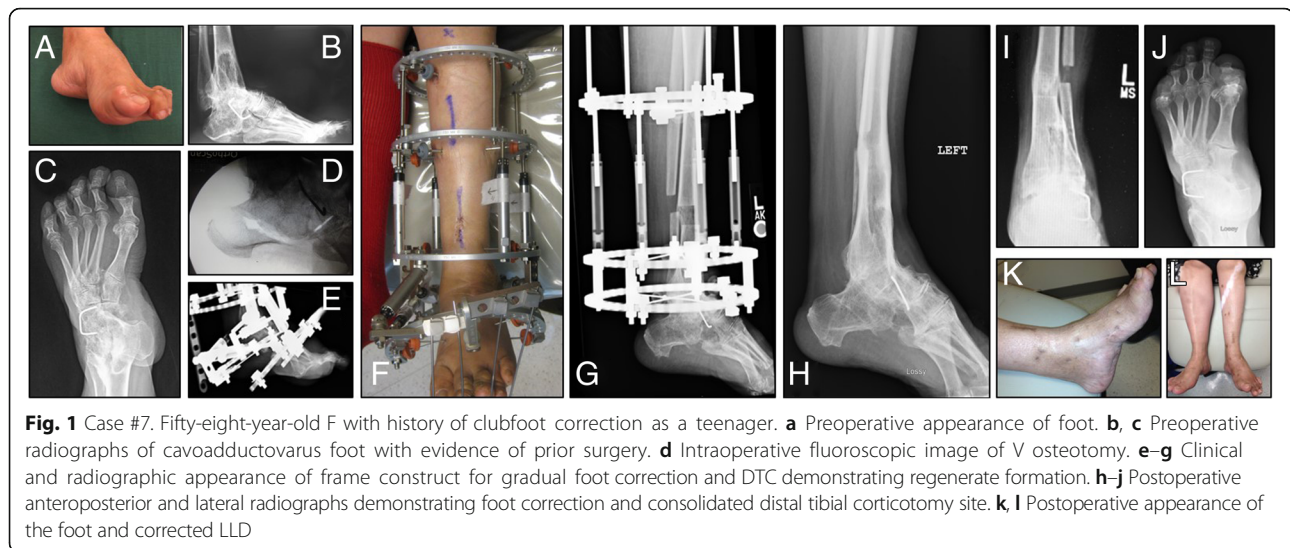 A
B
C
D
OrthoScan
E
F
G
L
AK
H
LEFT
Lossy
I
L
MS
J
Lossy
K
L
Fig. 1 Case #7. Fifty-eight-year-old F with history of clubfoot correction as a teenager. a Preoperative appearance of foot. b, c Preoperative
radiographs of cavoadductovarus foot with evidence of prior surgery. d Intraoperative fluoroscopic image of V osteotomy. e–g Clinical
and radiographic appearance of frame construct for gradual foot correction and DTC demonstrating regenerate formation. h–j Postoperative
anteroposterior and lateral radiographs demonstrating foot correction and consolidated distal tibial corticotomy site. k, l Postoperative appearance of
the foot and corrected LLD